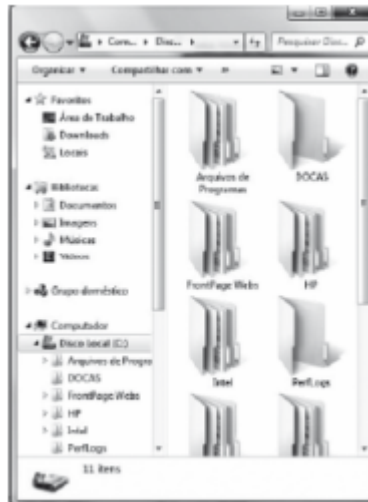 Com... Disc...
Pesquisar Disc...
Organizar Compartilhar com »
Favoritos
Área de Trabalho
Downloads
Locais
Bibliotecas
Documentos
Imagens
Músicas
Vídeos
Grupo doméstico
Computador
Disco Local (C:)
Arquivos de Progra
DOCAS
FrontPage Webs
HP
Intel
PerfLogs
Arquivos de
Programas
DOCAS
FrontPage Webs
HP
Intel
PerfLogs
11 itens